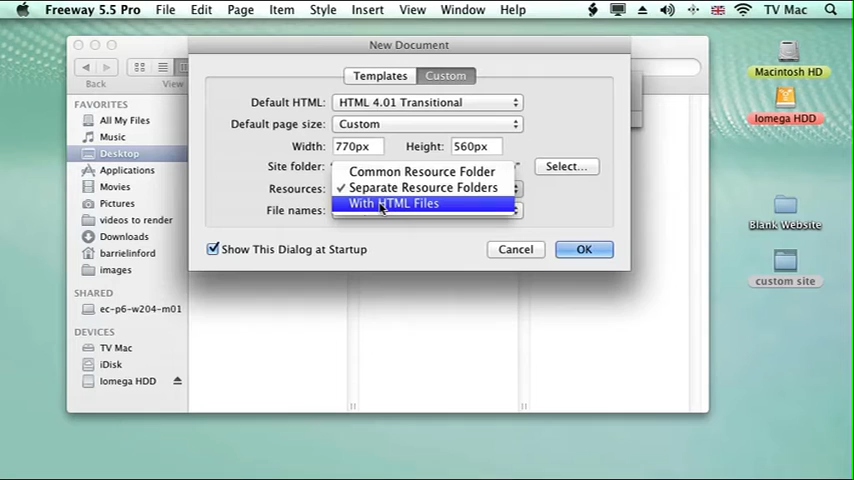 Freeway 5.5 Pro File Edit Page Item Style Insert View Window Help TV Mac
New Document
Back View
Templates Custom
Macintosh HD
Default HTML: HTML 4.01 Transitional
FAVORITES
All My Files
Default page size: Custom
Iomega HDD
Music
Width: 770px Height: 560px
Desktop
Site folder: Select...
Applications
Common Resource Folder
Movies
Resources: ✓ Separate Resource Folders
Pictures
With HTML Files
File names:
videos to render
Blank Website
Downloads
Show This Dialog at Startup Cancel OK
barrielinford
images
custom site
SHARED
ec-p6-w204-m01
DEVICES
TV Mac
iDisk
Iomega HDD